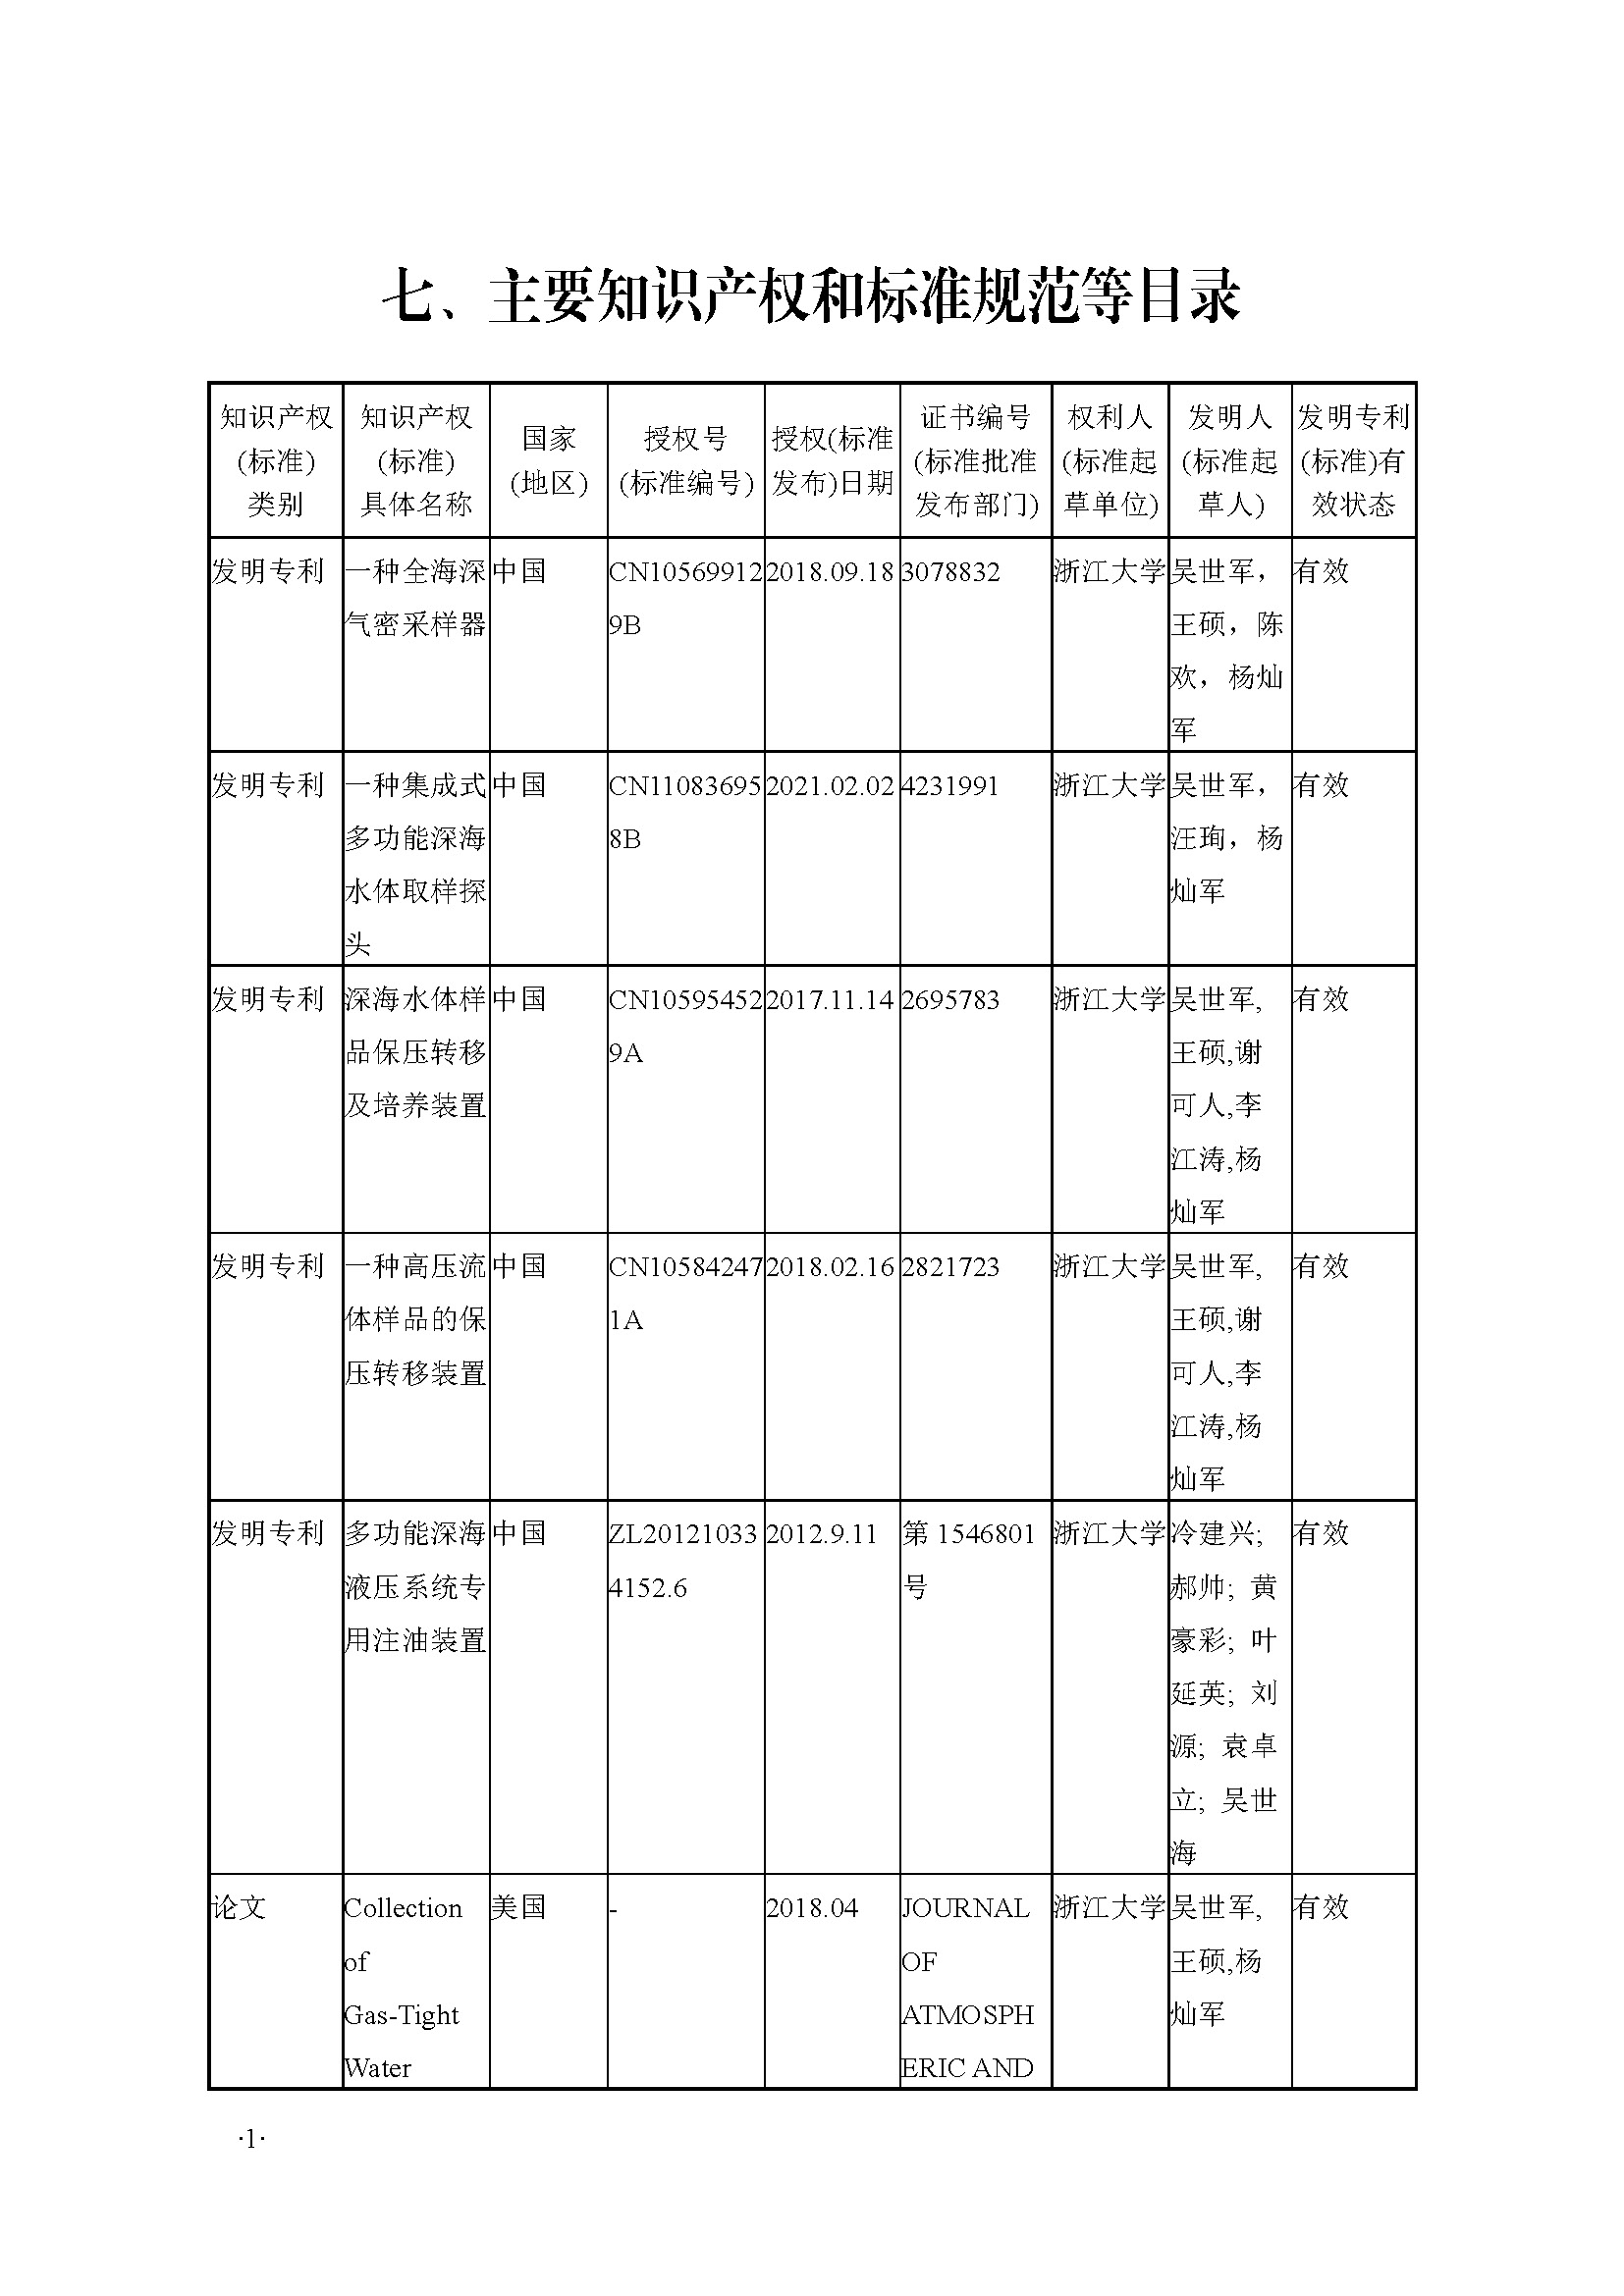 七、主要知识产权和标准规范等目录
知识产权
(标准)
类别
知识产权
(标准)
具体名称
国家
(地区)
授权号
(标准编号)
授权(标准
发布)日期
证书编号
(标准批准
发布部门)
权利人
(标准起
草单位)
发明人
(标准起
草人)
发明专利
(标准)有
效状态
发明专利
一种全海深
气密采样器
中国
CN10569912
9B
2018.09.18
3078832
浙江大学
吴世军，
王硕，陈
欢，杨灿
军
有效
发明专利
一种集成式
多功能深海
水体取样探
头
中国
CN11083695
8B
2021.02.02
4231991
浙江大学
吴世军，
汪珣，杨
灿军
有效
发明专利
深海水体样
品保压转移
及培养装置
中国
CN10595452
9A
2017.11.14
2695783
浙江大学
吴世军,
王硕,谢
可人,李
江涛,杨
灿军
有效
发明专利
一种高压流
体样品的保
压转移装置
中国
CN10584247
1A
2018.02.16
2821723
浙江大学
吴世军,
王硕,谢
可人,李
江涛,杨
灿军
有效
发明专利
多功能深海
液压系统专
用注油装置
中国
ZL20121033
4152.6
2012.9.11
第 1546801
号
浙江大学
冷建兴;
郝帅; 黄
豪彩; 叶
延英; 刘
源; 袁卓
立; 吴世
海
有效
论文
Collection
of
Gas-Tight
Water
美国
-
2018.04
JOURNAL
OF
ATMOSPH
ERIC AND
浙江大学
吴世军,
王硕,杨
灿军
有效
·1·